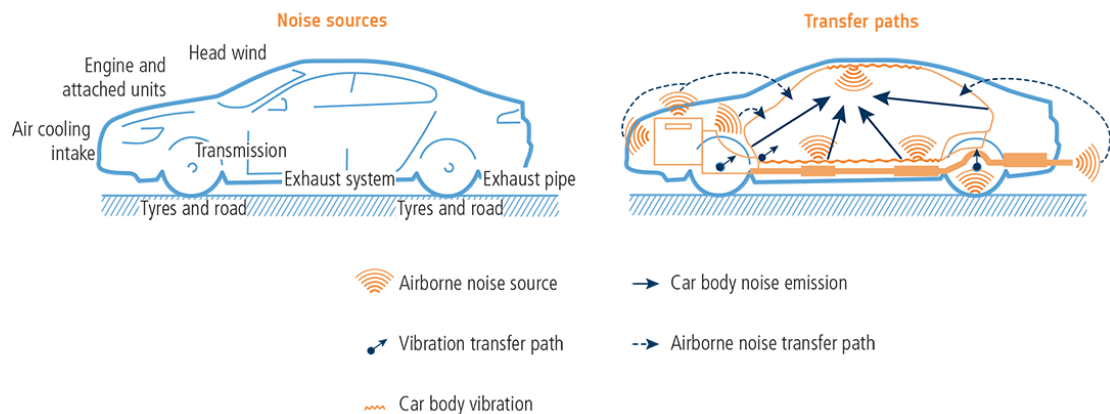 Noise sources
Transfer paths
Head wind
Engine and
attached units
Air cooling
intake
Transmission
Exhaust system
Exhaust pipe
Tyres and road
Tyres and road
Airborne noise source
Car body noise emission
Vibration transfer path
Airborne noise transfer path
Car body vibration